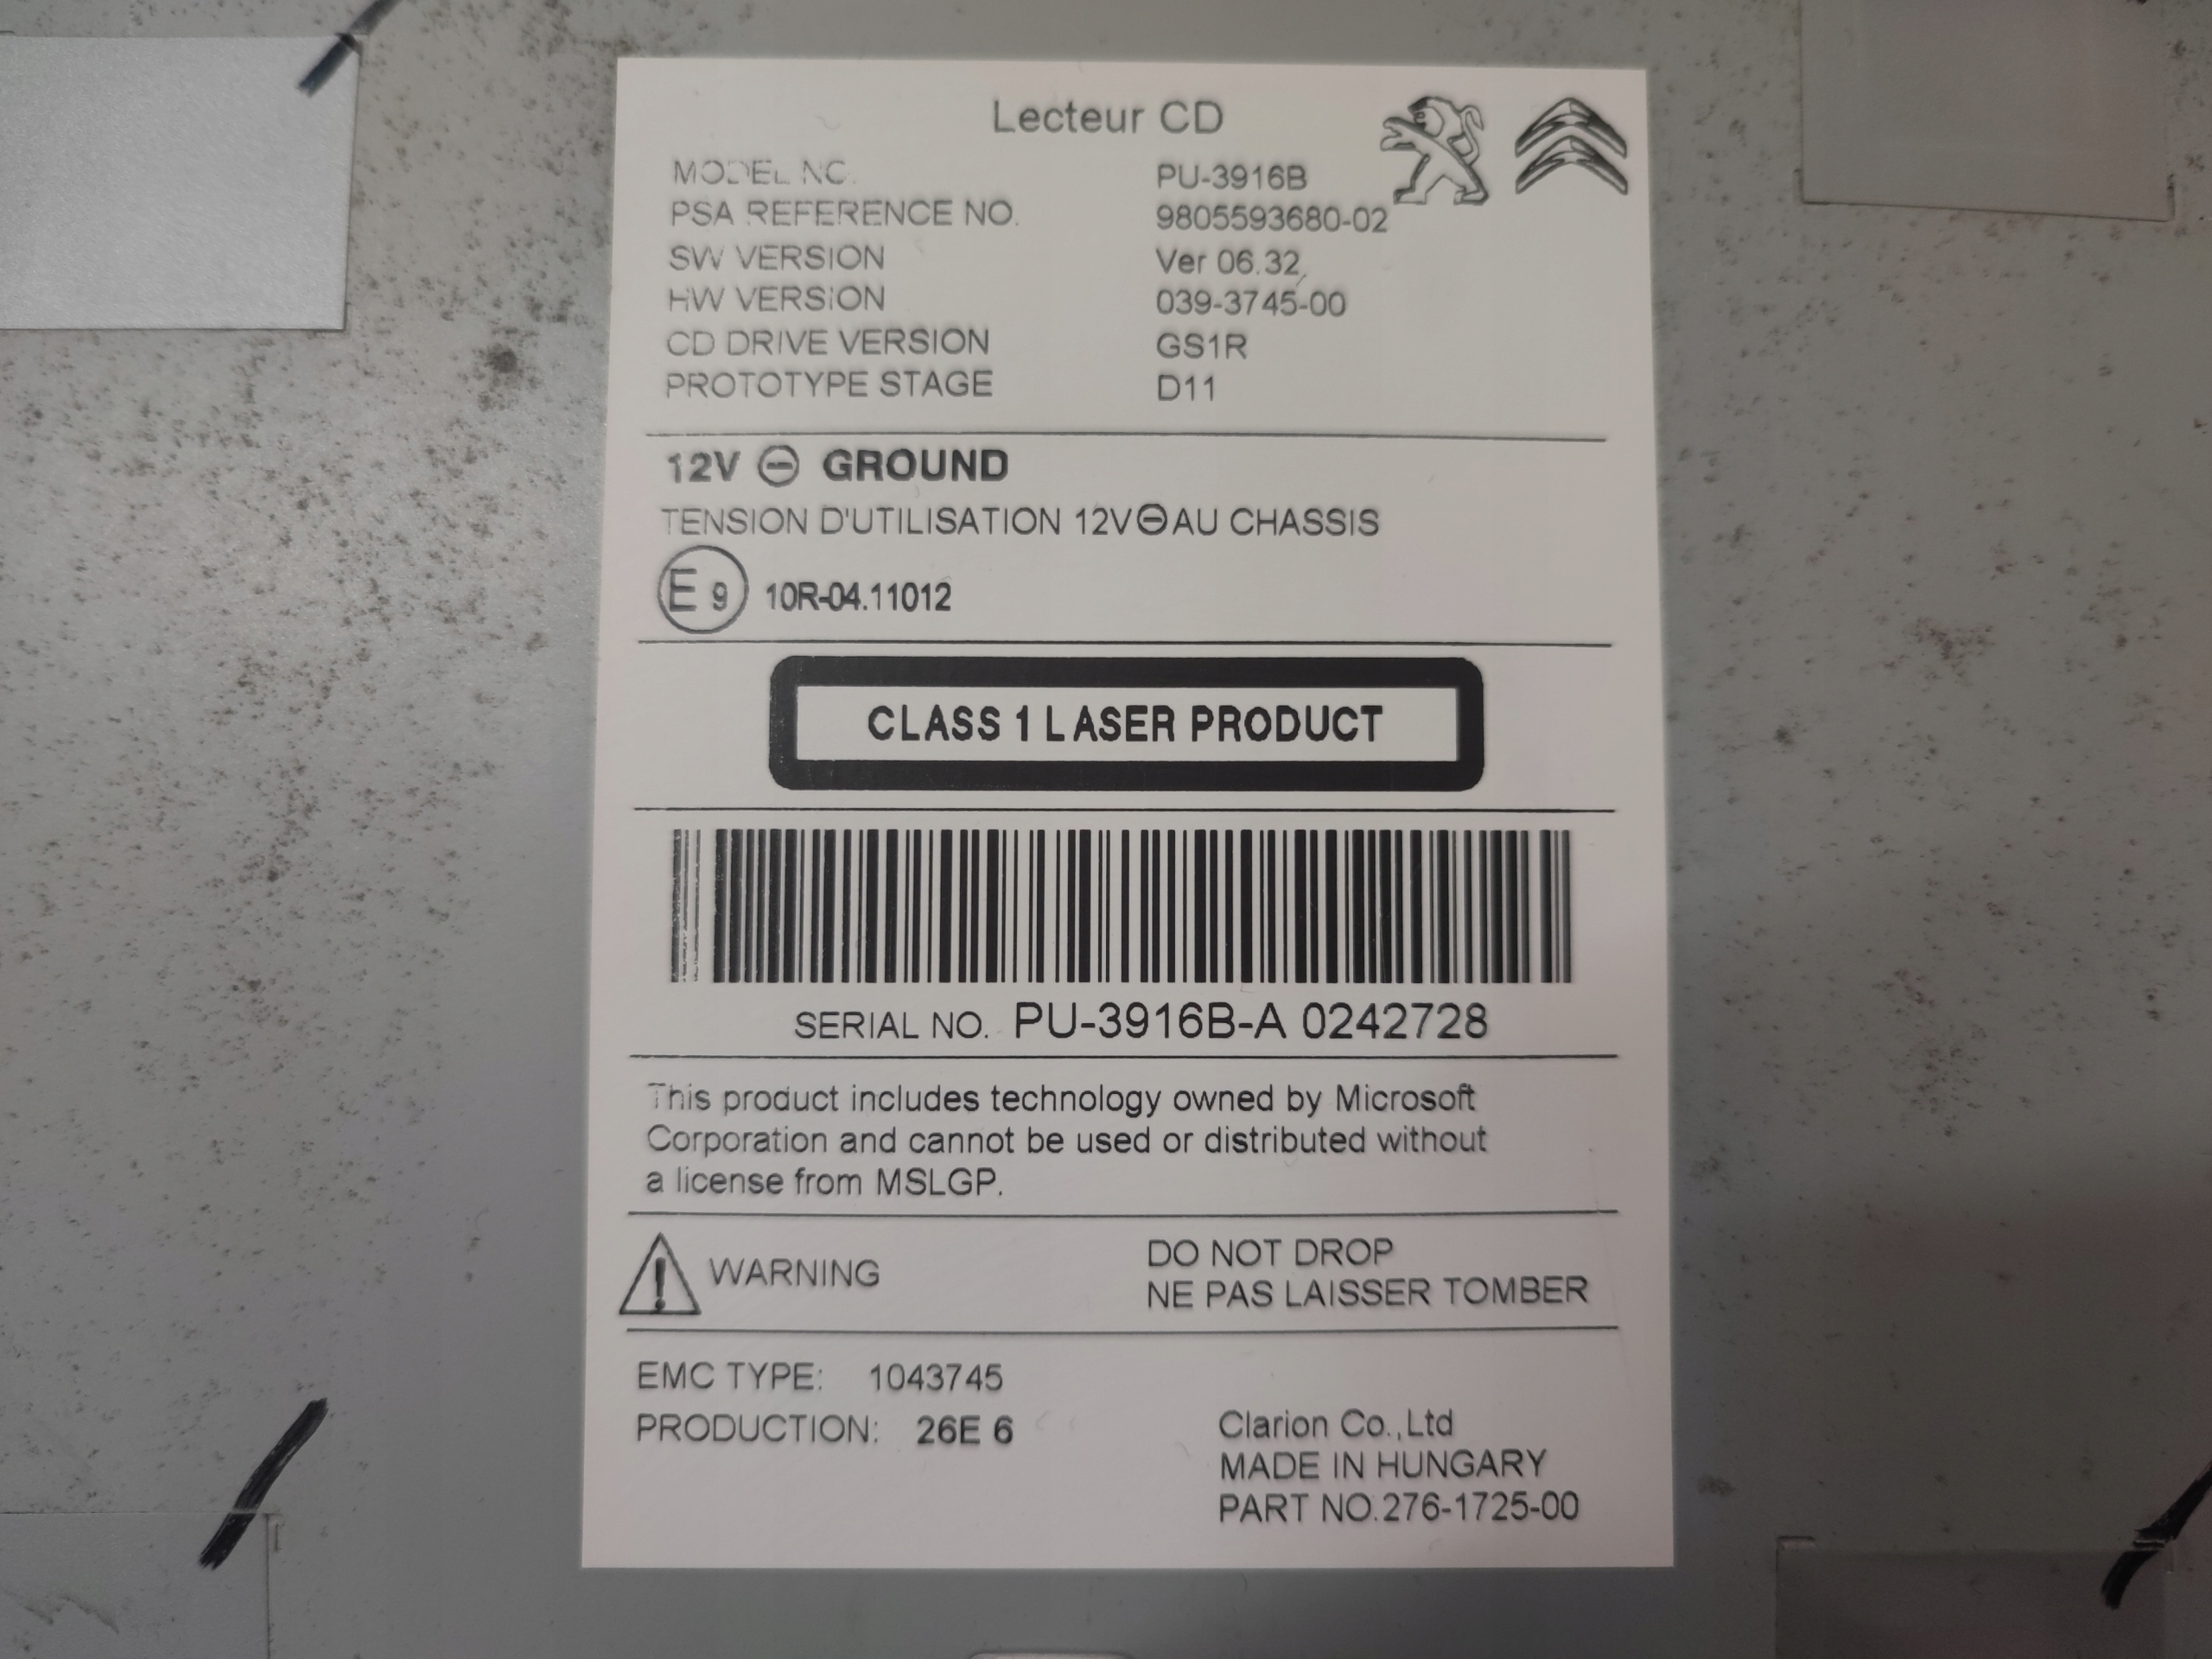 Lecteur CD
MODEL NO. PU-3916B
PSA REFERENCE NO. 9805593680-02
SW VERSION Ver 06.32
HW VERSION 039-3745-00
CD DRIVE VERSION GS1R
PROTOTYPE STAGE D11
12V ⊖ GROUND
TENSION D'UTILISATION 12V⊖AU CHASSIS
E9 10R-04.11012
CLASS 1 LASER PRODUCT
SERIAL NO. PU-3916B-A 0242728
This product includes technology owned by Microsoft
Corporation and cannot be used or distributed without
a license from MSLGP.
WARNING
DO NOT DROP
NE PAS LAISSER TOMBER
EMC TYPE: 1043745
PRODUCTION: 26E 6
Clarion Co.,Ltd
MADE IN HUNGARY
PART NO.276-1725-00